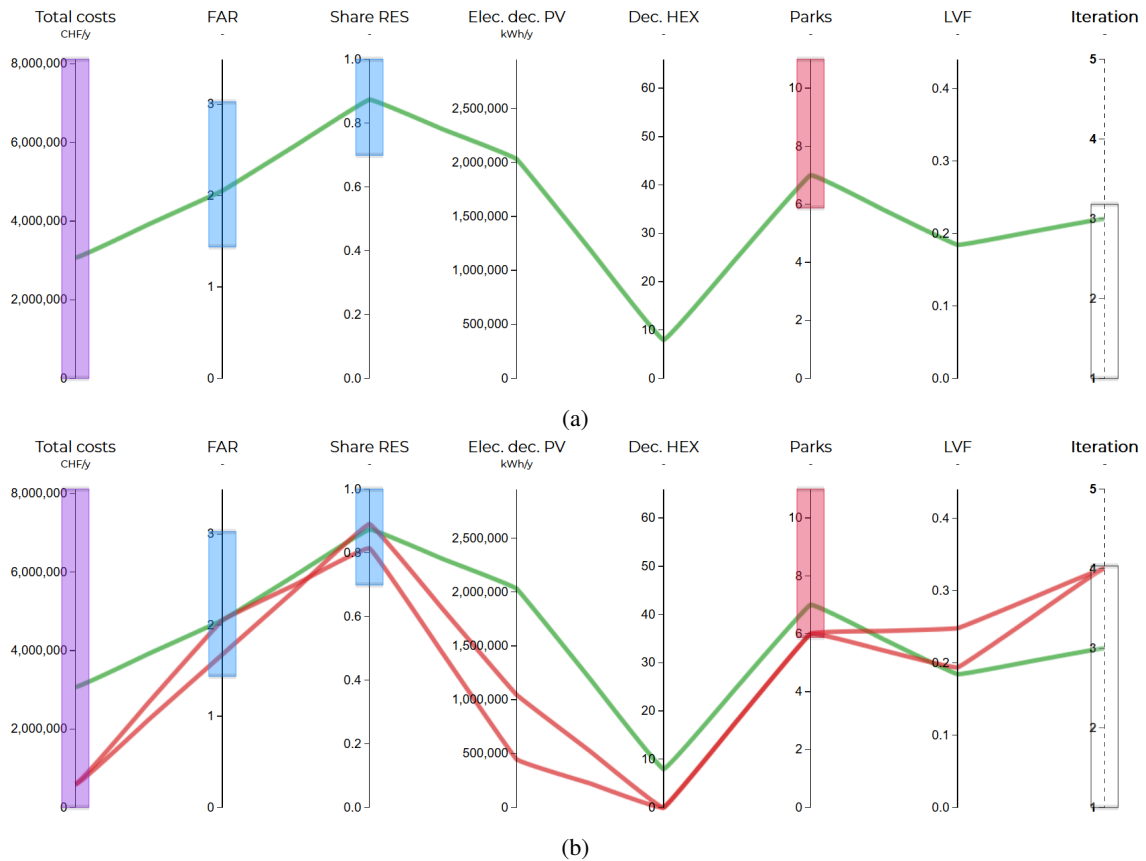 Total costs FAR Share RES Elec. dec. PV Dec. HEX Parks LVF Iteration
CHF/y - - kWh/y - - - -
8,000,000 3 1.0 2,500,000 60 10 0.4 5
6,000,000 2 0.8 2,000,000 50 8 0.3 4
4,000,000 1 0.6 1,500,000 40 6 0.2 3
2,000,000 0 0.4 1,000,000 30 4 0.1 2
0 0.2 500,000 20 2 0.0 1
0.0 0 10 0
0
(a)
Total costs FAR Share RES Elec. dec. PV Dec. HEX Parks LVF Iteration
CHF/y - - kWh/y - - - -
8,000,000 3 1.0 2,500,000 60 10 0.4 5
6,000,000 2 0.8 2,000,000 50 8 0.3 4
4,000,000 1 0.6 1,500,000 40 6 0.2 3
2,000,000 0 0.4 1,000,000 30 4 0.1 2
0 0.2 500,000 20 2 0.0 1
0.0 0 10 0
0
(b)